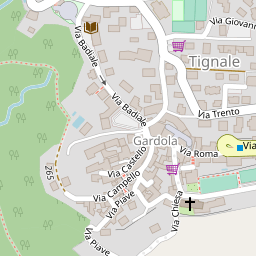 Via Giovann
Via Badiale
Tignale
Via Badiale
Via Trento
Gardola
Via
Via Roma
Via Castello
265
Via Campello
Via Piave
Via Chiesa
Via Piave